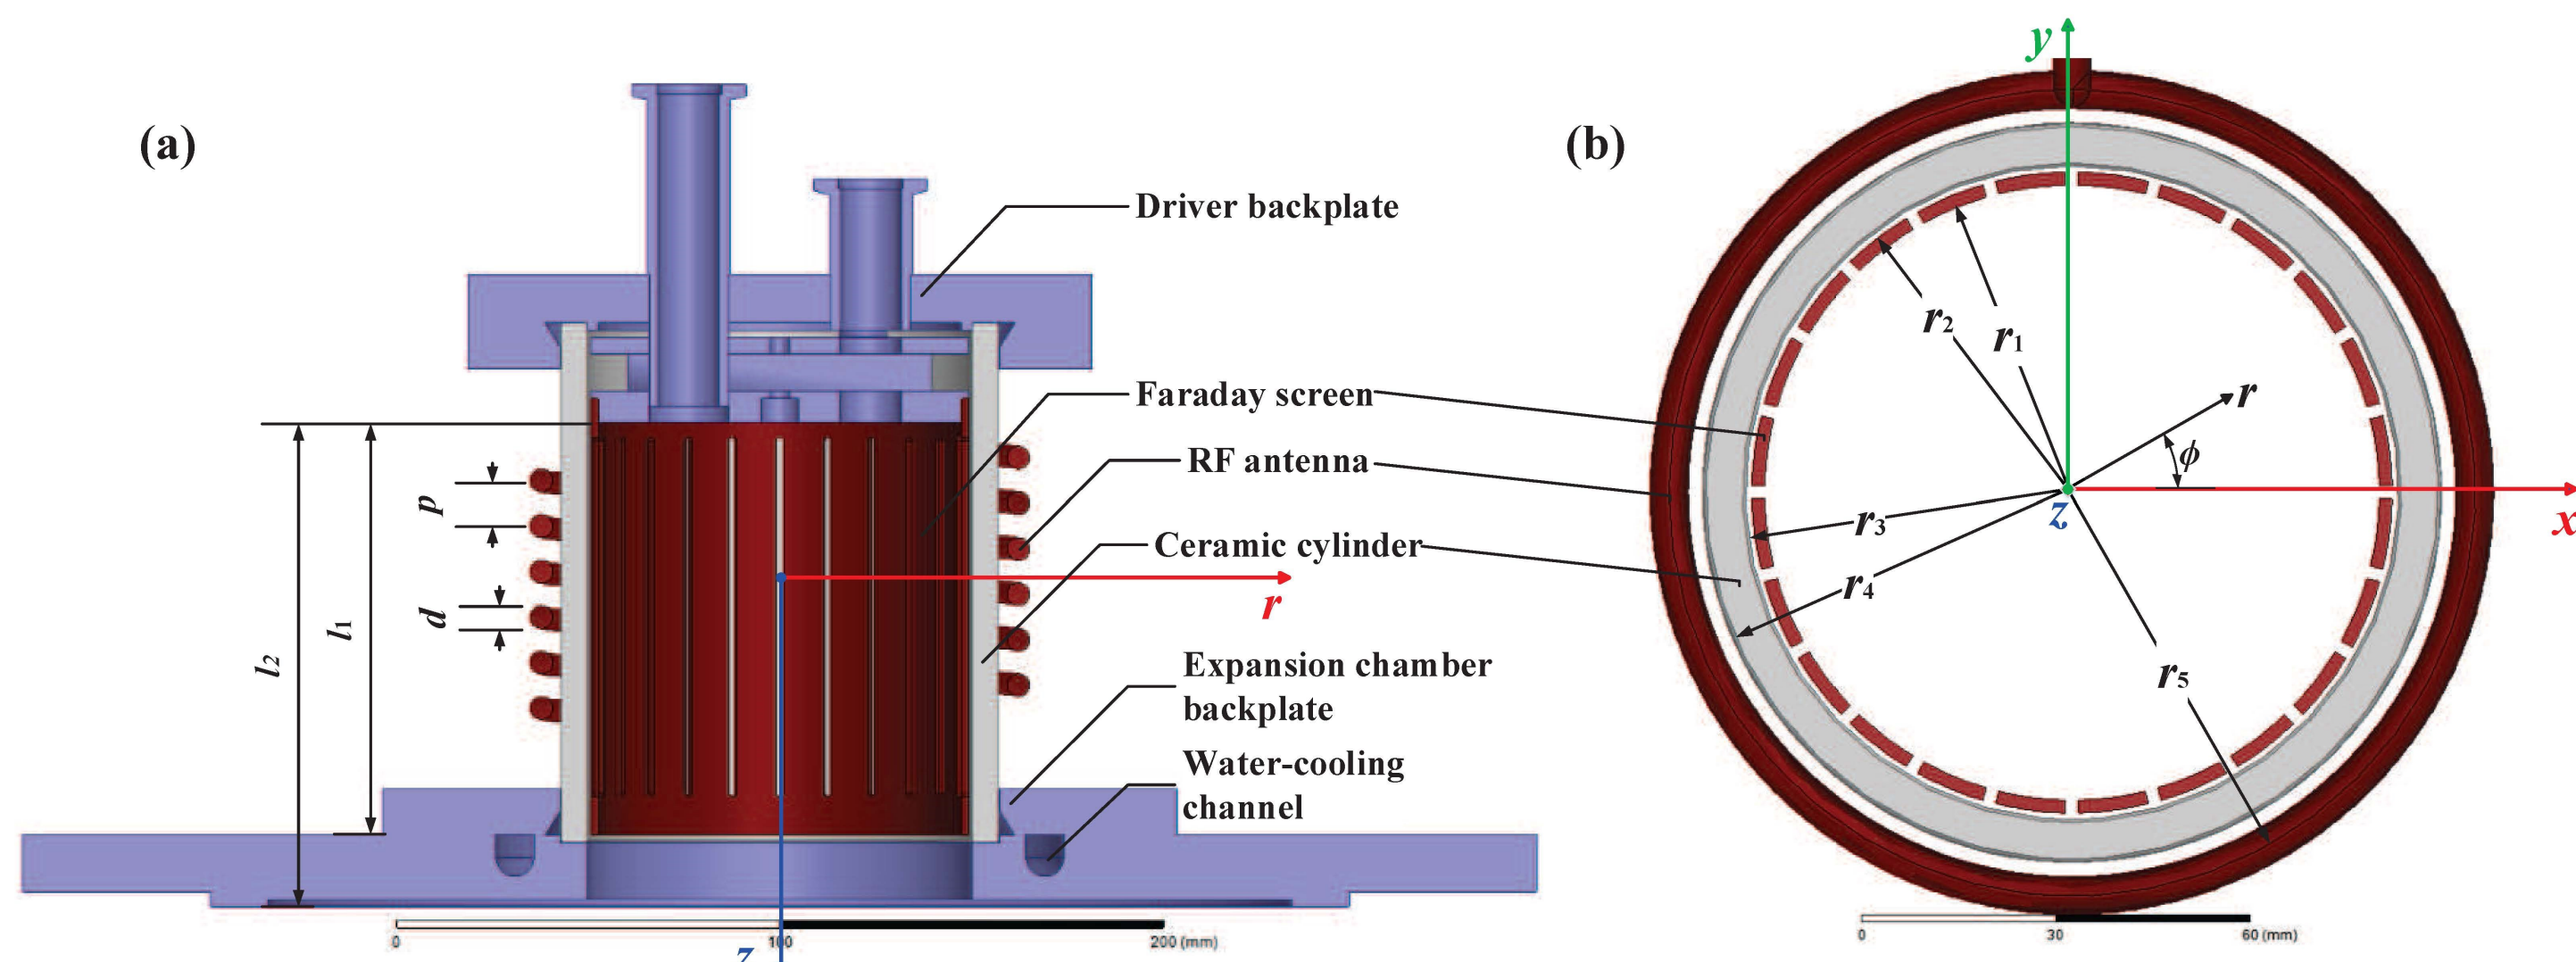 (a)
Driver backplate
Faraday screen
RF antenna
Ceramic cylinder
Expansion chamber
backplate
Water-cooling
channel
p
d
l1
l2
r
z
0 100 200 (mm)
(b)
y
x
z
r
ϕ
r1
r2
r3
r4
r5
0 30 60 (mm)